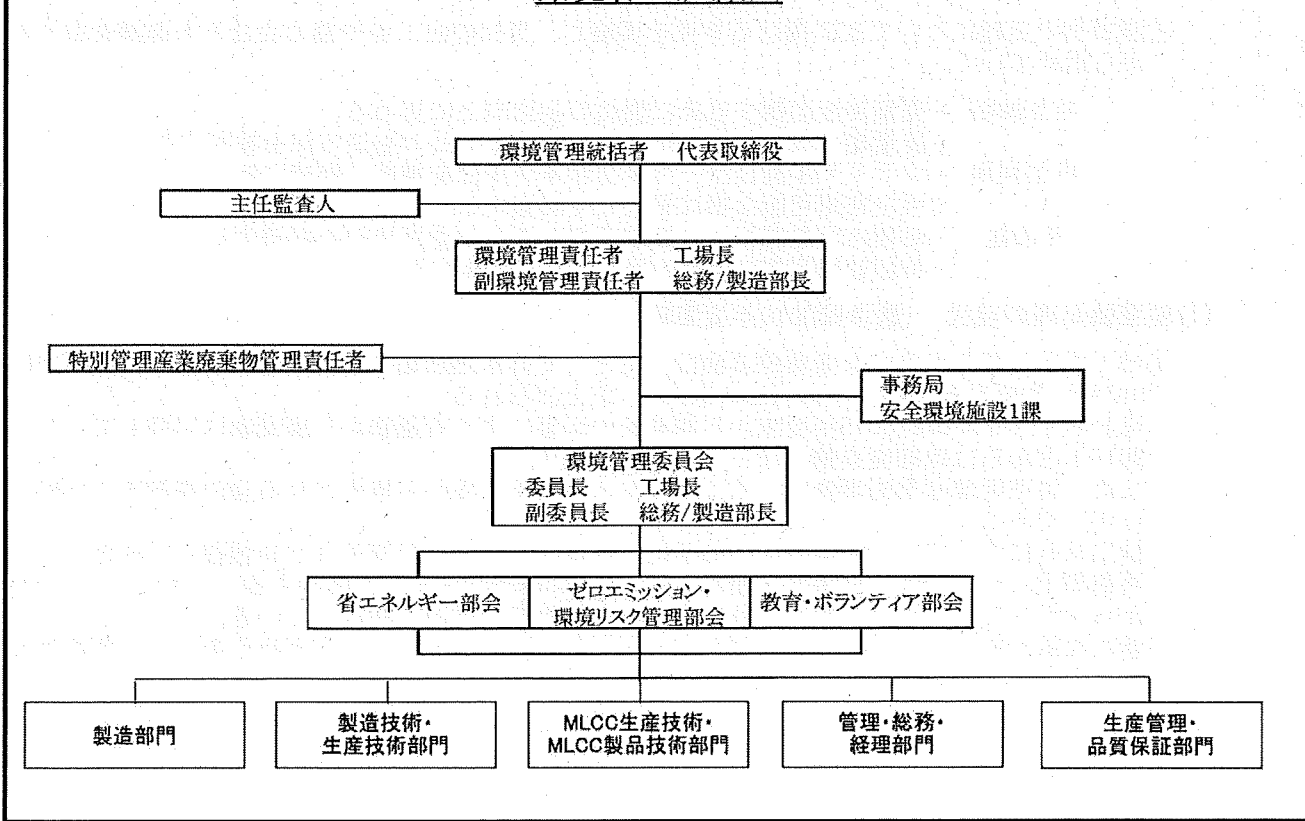 環境管理統括者 代表取締役
主任監査人
環境管理責任者 工場長
副環境管理責任者 総務/製造部長
特別管理産業廃棄物管理責任者
事務局
安全環境施設1課
環境管理委員会
委員長 工場長
副委員長 総務/製造部長
省エネルギー部会
ゼロエミッション・
環境リスク管理部会
教育・ボランティア部会
製造部門
製造技術・
生産技術部門
MLCC生産技術・
MLCC製品技術部門
管理・総務・
経理部門
生産管理・
品質保証部門